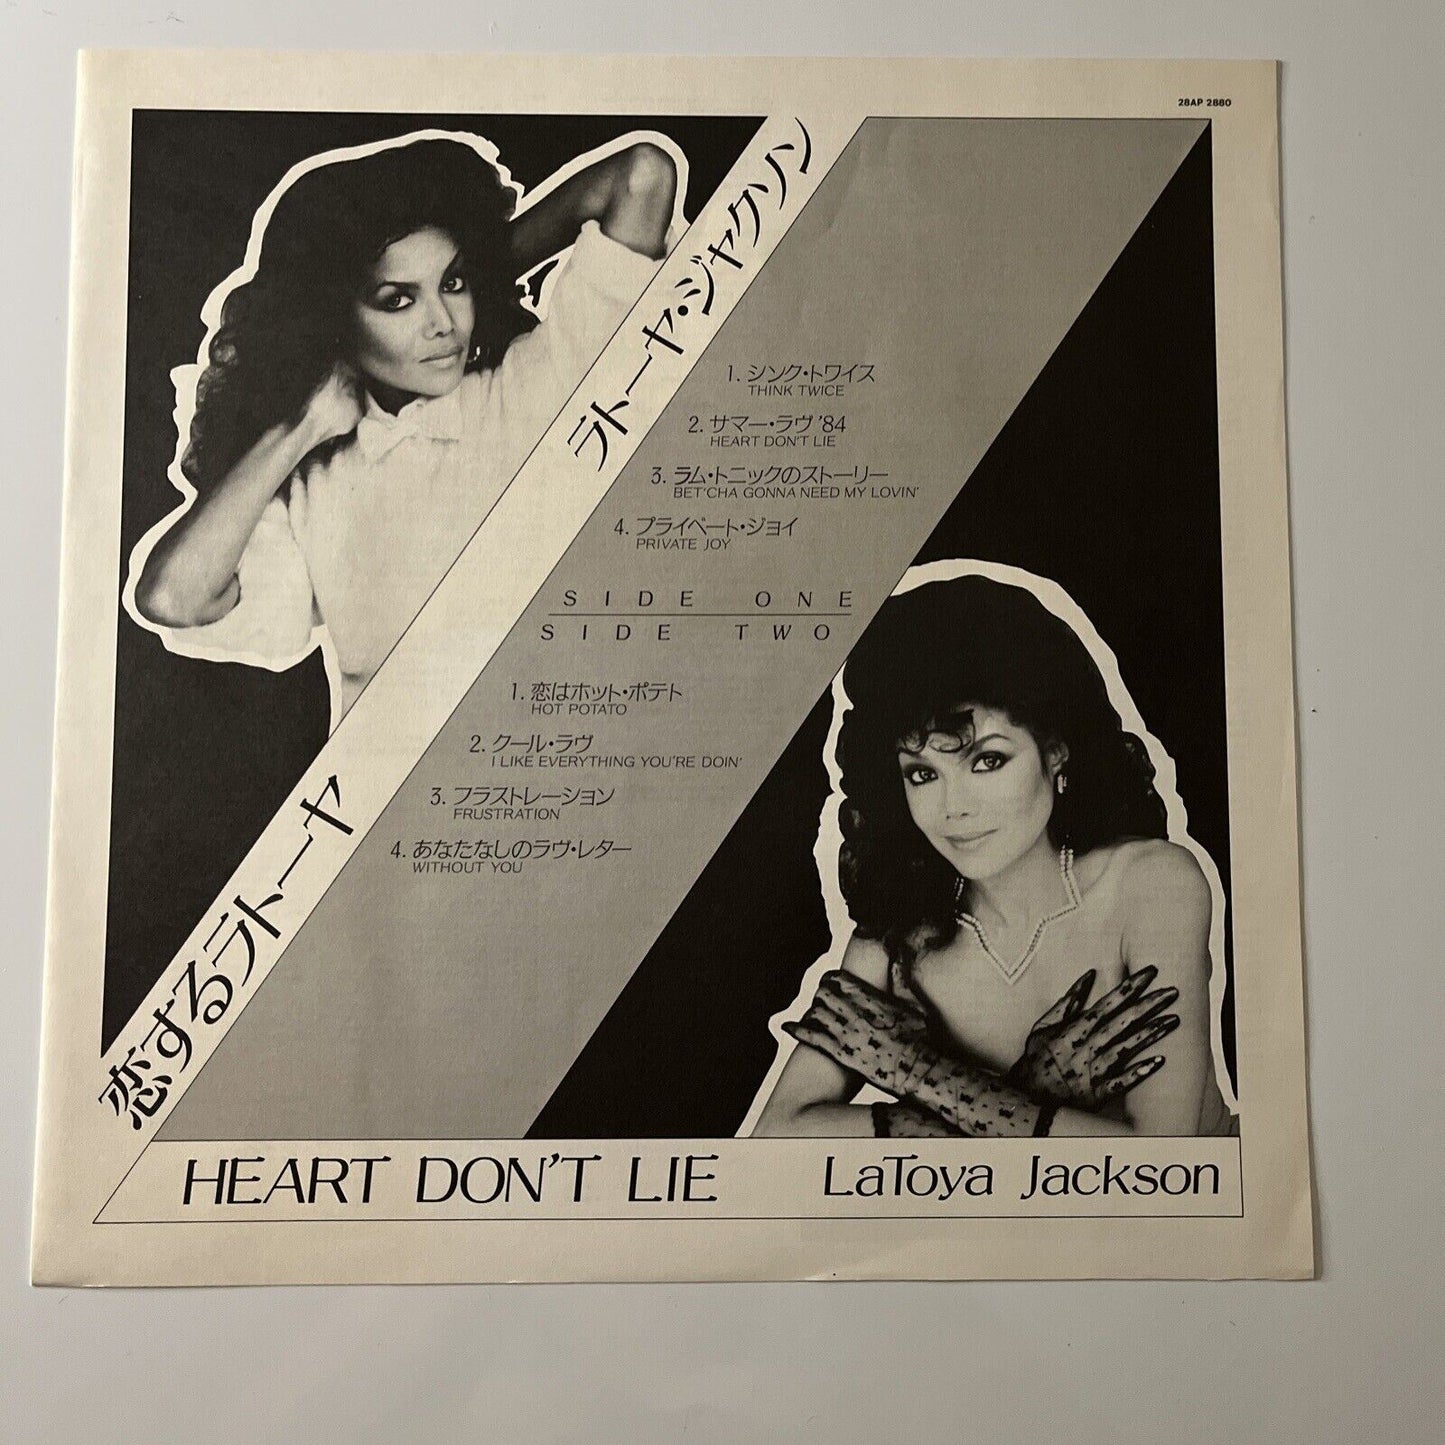 28AP 2880
恋するラトーヤ ラトーヤ・ジャクソン
1. シンク・トワイス
THINK TWICE
2. サマー・ラヴ '84
HEART DON'T LIE
3. ラム・トニックのストーリー
BET'CHA GONNA NEED MY LOVIN'
4. プライベート・ジョイ
PRIVATE JOY
SIDE ONE
SIDE TWO
1. 恋はホット・ポテト
HOT POTATO
2. クール・ラヴ
I LIKE EVERYTHING YOU'RE DOIN'
3. フラストレーション
FRUSTRATION
4. あなたなしのラヴ・レター
WITHOUT YOU
HEART DON'T LIE LaToya Jackson